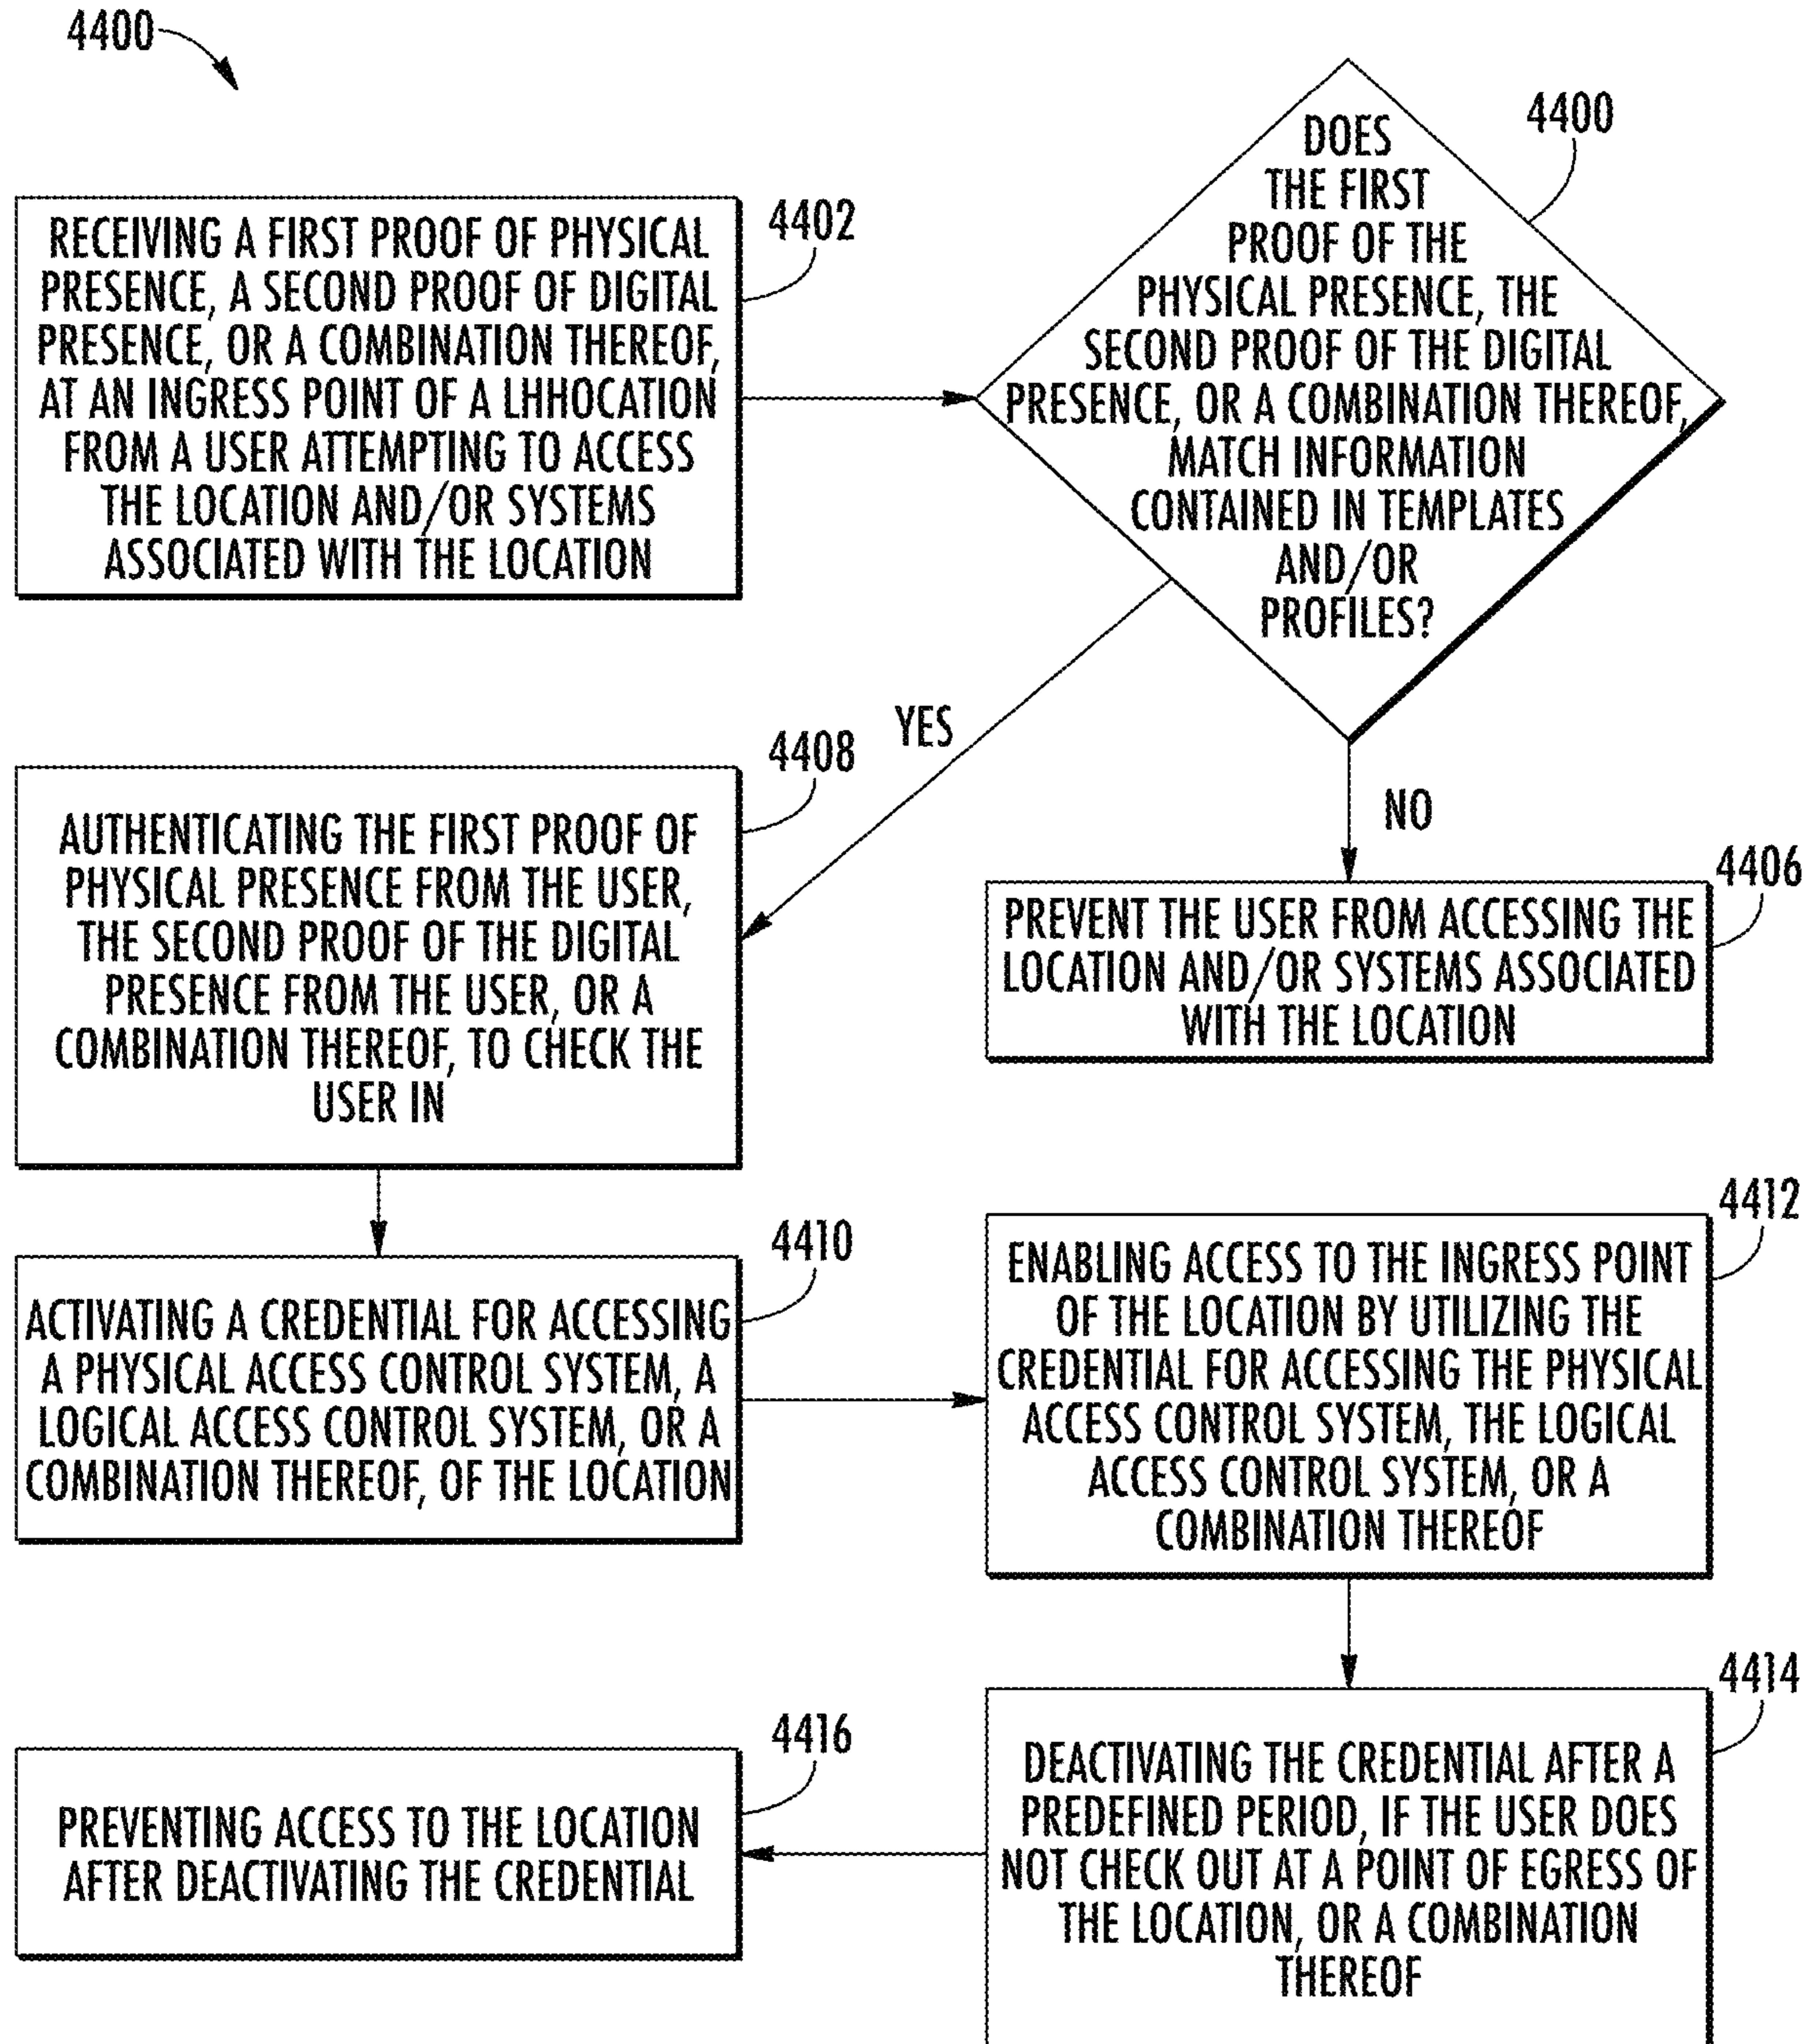 4400
4402
RECEIVING A FIRST PROOF OF PHYSICAL
PRESENCE, A SECOND PROOF OF DIGITAL
PRESENCE, OR A COMBINATION THEREOF,
AT AN INGRESS POINT OF A LHHOCATION
FROM A USER ATTEMPTING TO ACCESS
THE LOCATION AND/OR SYSTEMS
ASSOCIATED WITH THE LOCATION
4400
DOES
THE FIRST
PROOF OF THE
PHYSICAL PRESENCE, THE
SECOND PROOF OF THE DIGITAL
PRESENCE, OR A COMBINATION THEREOF,
MATCH INFORMATION
CONTAINED IN TEMPLATES
AND/OR
PROFILES?
NO
4406
PREVENT THE USER FROM ACCESSING THE
LOCATION AND/OR SYSTEMS ASSOCIATED
WITH THE LOCATION
YES
4408
AUTHENTICATING THE FIRST PROOF OF
PHYSICAL PRESENCE FROM THE USER,
THE SECOND PROOF OF THE DIGITAL
PRESENCE FROM THE USER, OR A
COMBINATION THEREOF, TO CHECK THE
USER IN
4410
ACTIVATING A CREDENTIAL FOR ACCESSING
A PHYSICAL ACCESS CONTROL SYSTEM, A
LOGICAL ACCESS CONTROL SYSTEM, OR A
COMBINATION THEREOF, OF THE LOCATION
4412
ENABLING ACCESS TO THE INGRESS POINT
OF THE LOCATION BY UTILIZING THE
CREDENTIAL FOR ACCESSING THE PHYSICAL
ACCESS CONTROL SYSTEM, THE LOGICAL
ACCESS CONTROL SYSTEM, OR A
COMBINATION THEREOF
4414
DEACTIVATING THE CREDENTIAL AFTER A
PREDEFINED PERIOD, IF THE USER DOES
NOT CHECK OUT AT A POINT OF EGRESS OF
THE LOCATION, OR A COMBINATION
THEREOF
4416
PREVENTING ACCESS TO THE LOCATION
AFTER DEACTIVATING THE CREDENTIAL